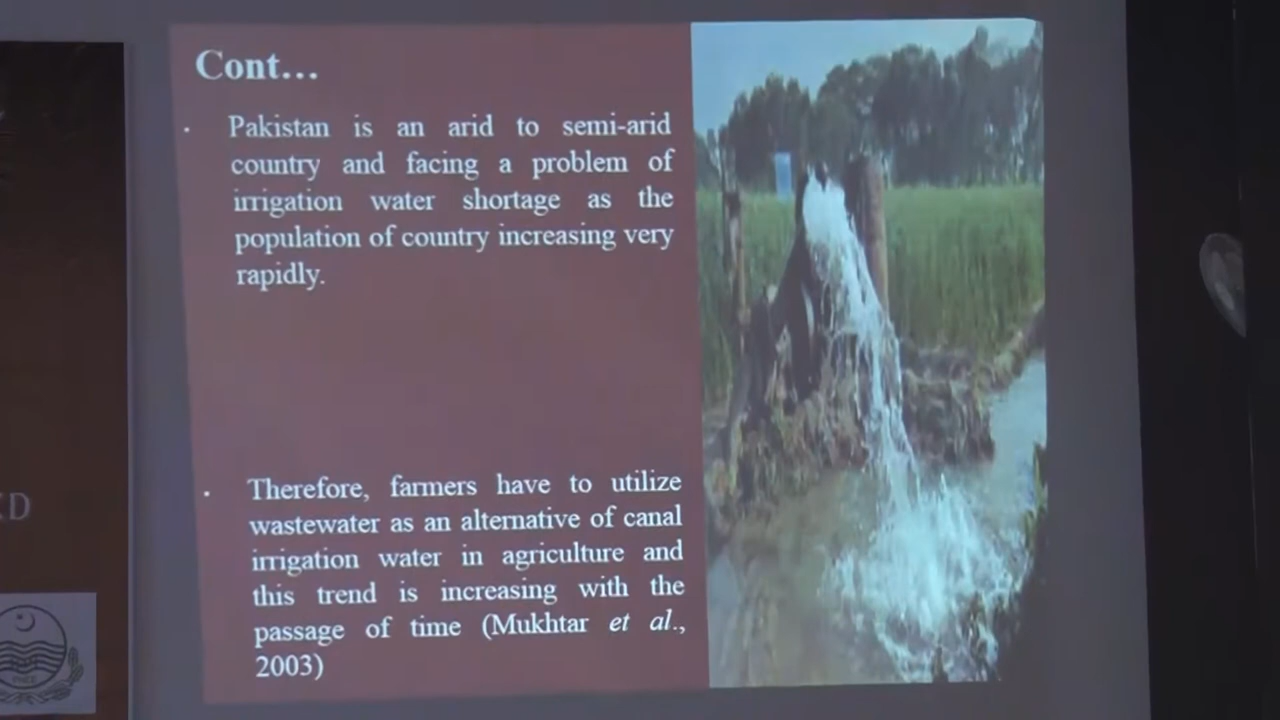 Cont...
Pakistan is an arid to semi-arid
country and facing a problem of
irrigation water shortage as the
population of country increasing very
rapidly.
Therefore, farmers have to utilize
wastewater as an alternative of canal
irrigation water in agriculture and
this trend is increasing with the
passage of time (Mukhtar et al.,
2003)